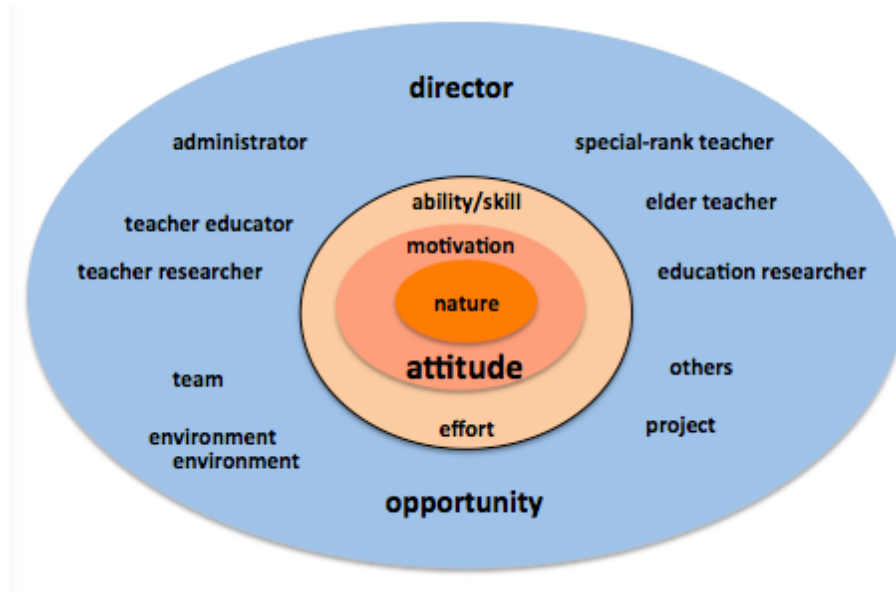 director
administrator
special-rank teacher
ability/skill
elder teacher
teacher educator
motivation
teacher researcher
education researcher
nature
attitude
others
team
effort
project
environment
environment
opportunity